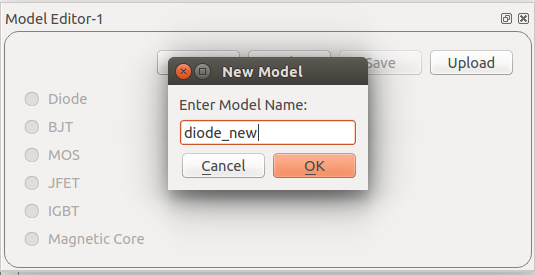 Model Editor-1
New Model
Save
Upload
Enter Model Name:
diode_new
Cancel
OK
Diode
BJT
MOS
JFET
IGBT
Magnetic Core